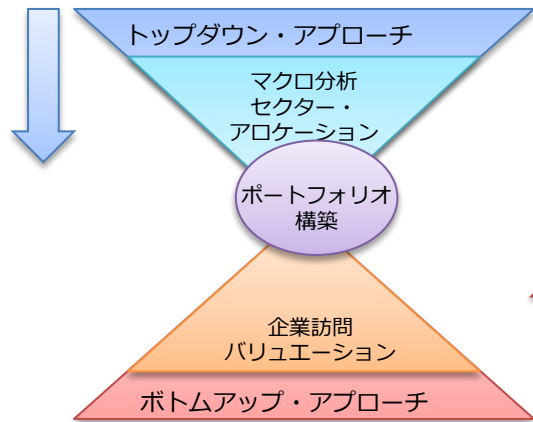 トップダウン・アプローチ
マクロ分析
セクター・
アロケーション
ポートフォリオ
構築
企業訪問
バリュエーション
ボトムアップ・アプローチ